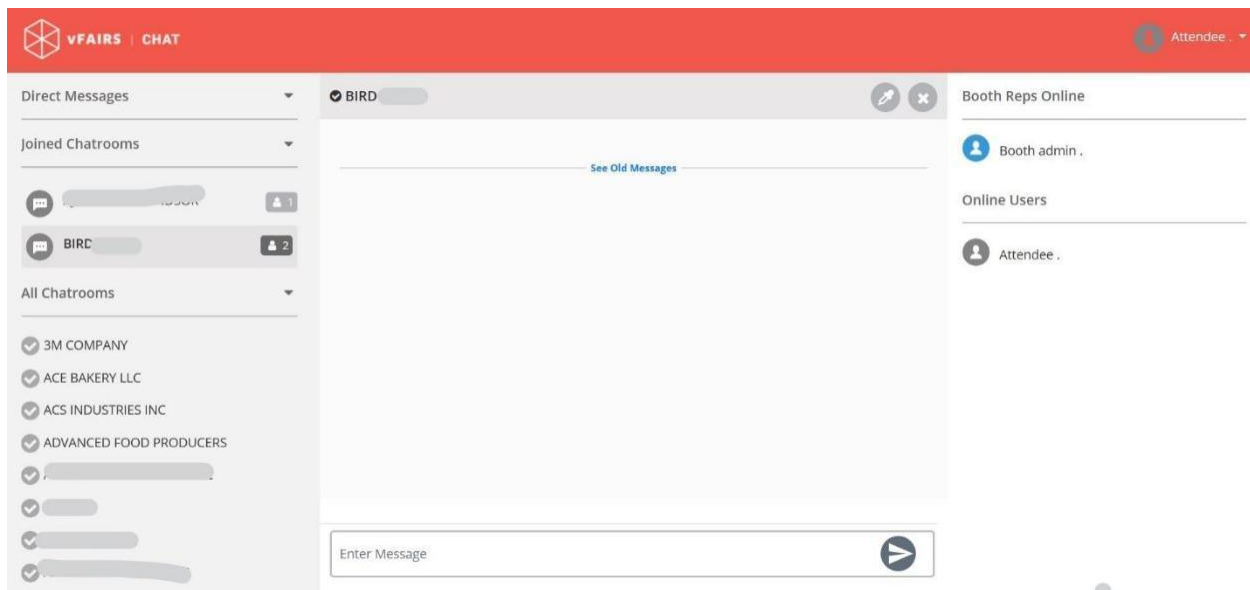 vFAIRS | CHAT
Attendee .
Direct Messages
Joined Chatrooms
1
BIRD
2
All Chatrooms
3M COMPANY
ACE BAKERY LLC
ACS INDUSTRIES INC
ADVANCED FOOD PRODUCERS
BIRD
See Old Messages
Enter Message
Booth Reps Online
Booth admin .
Online Users
Attendee .